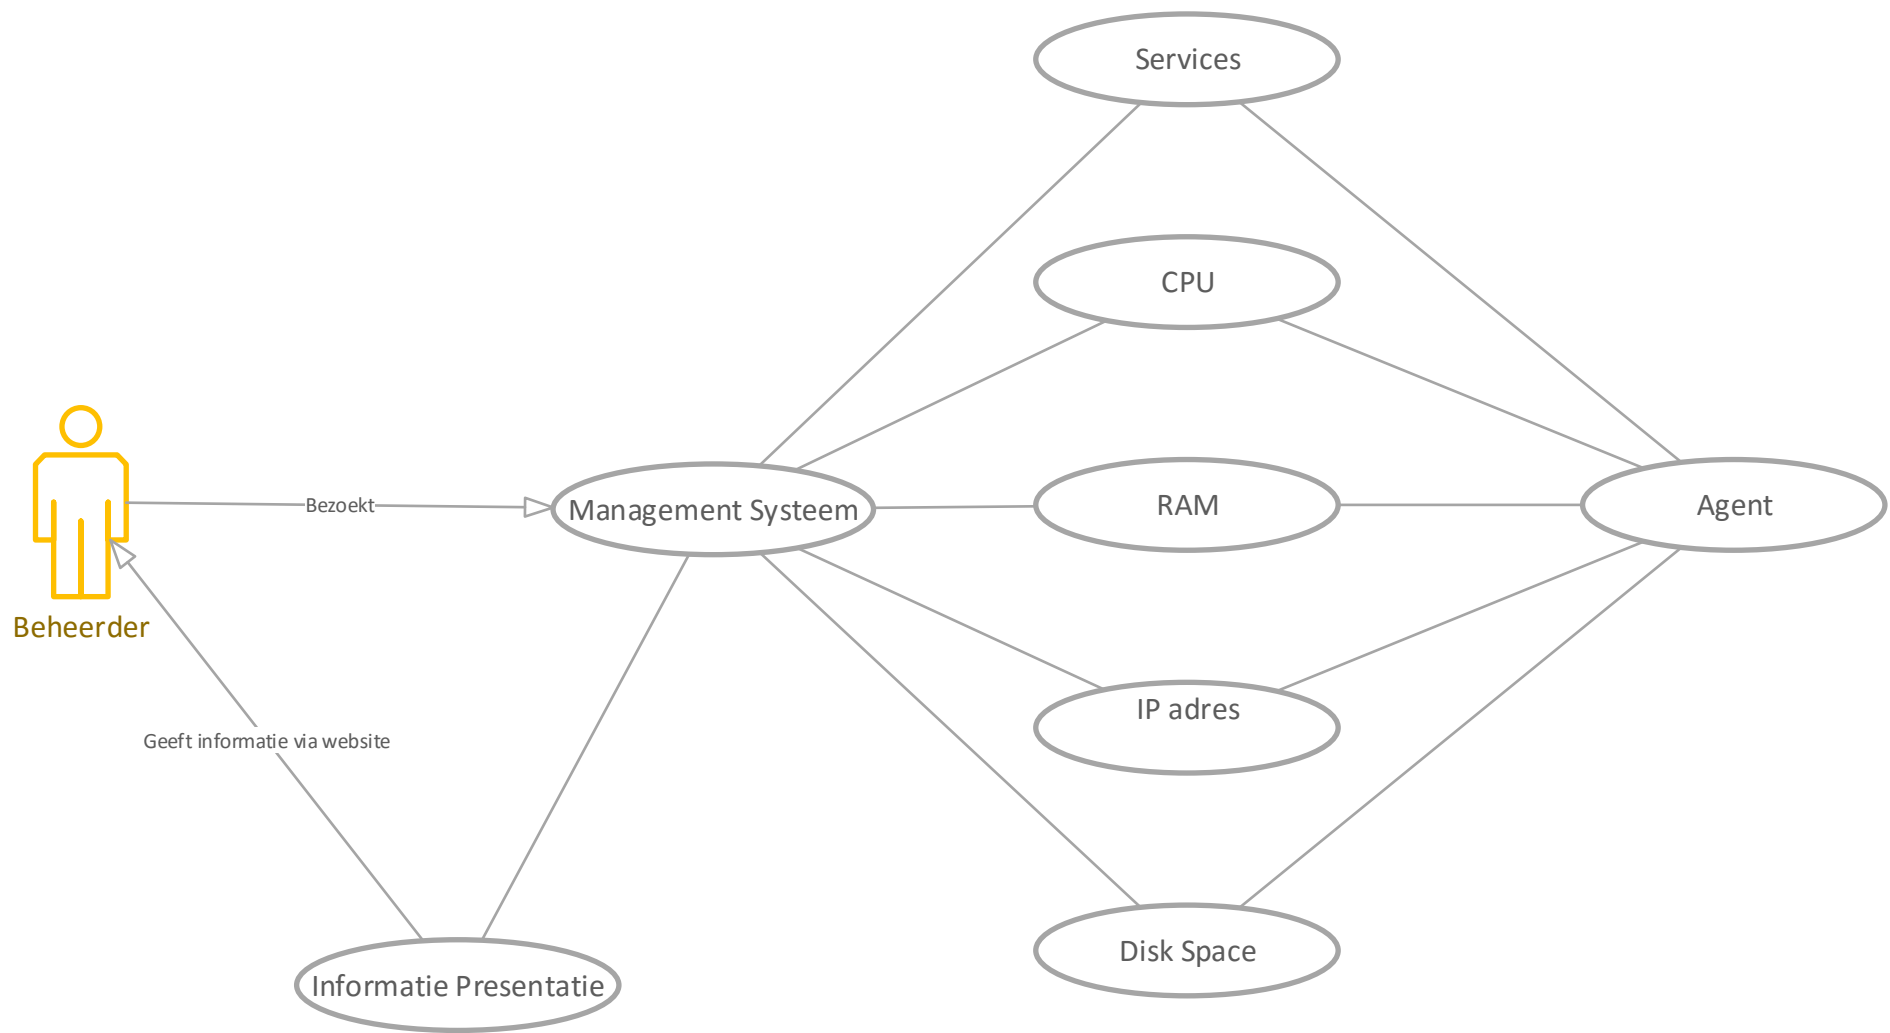 Services
CPU
Bezoekt
Management Systeem
RAM
Agent
Beheerder
IP adres
Geeft informatie via website
Disk Space
Informatie Presentatie